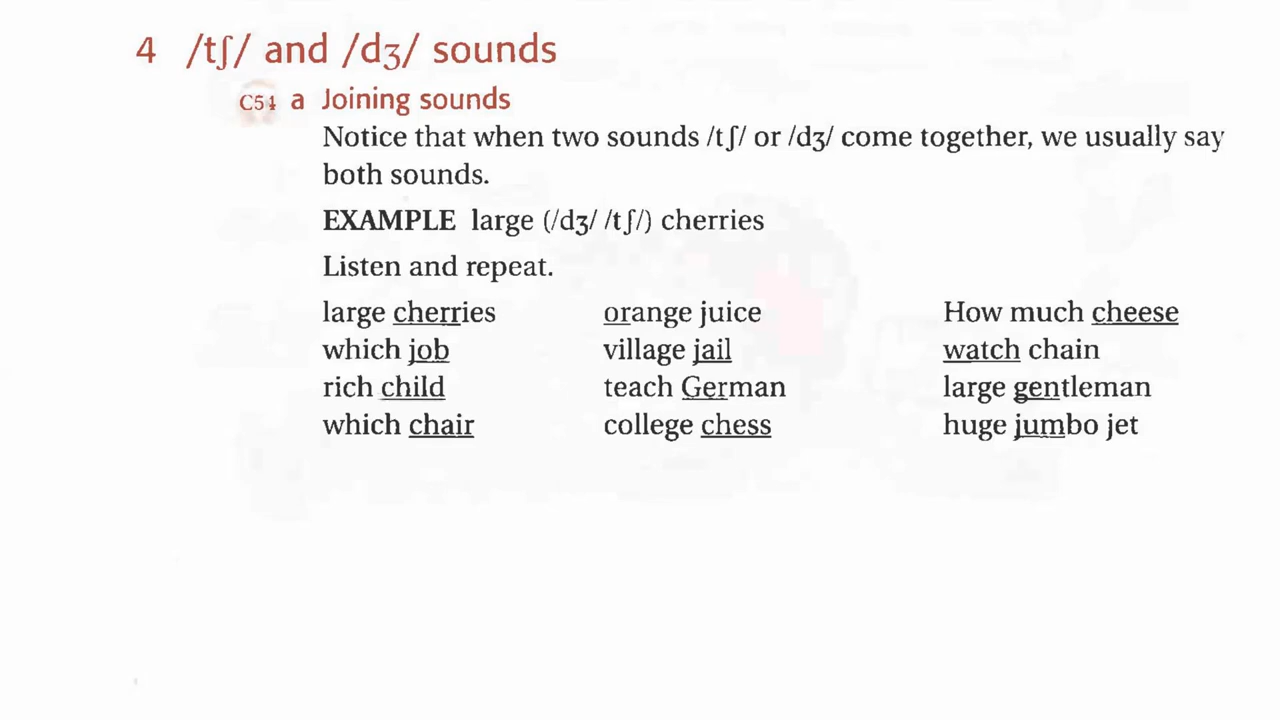 4 /tʃ/ and /dʒ/ sounds
C54 a Joining sounds
Notice that when two sounds /tʃ/ or /dʒ/ come together, we usually say
both sounds.
EXAMPLE large (/dʒ/ /tʃ/) cherries
Listen and repeat.
large cherries orange juice How much cheese
which job village jail watch chain
rich child teach German large gentleman
which chair college chess huge jumbo jet